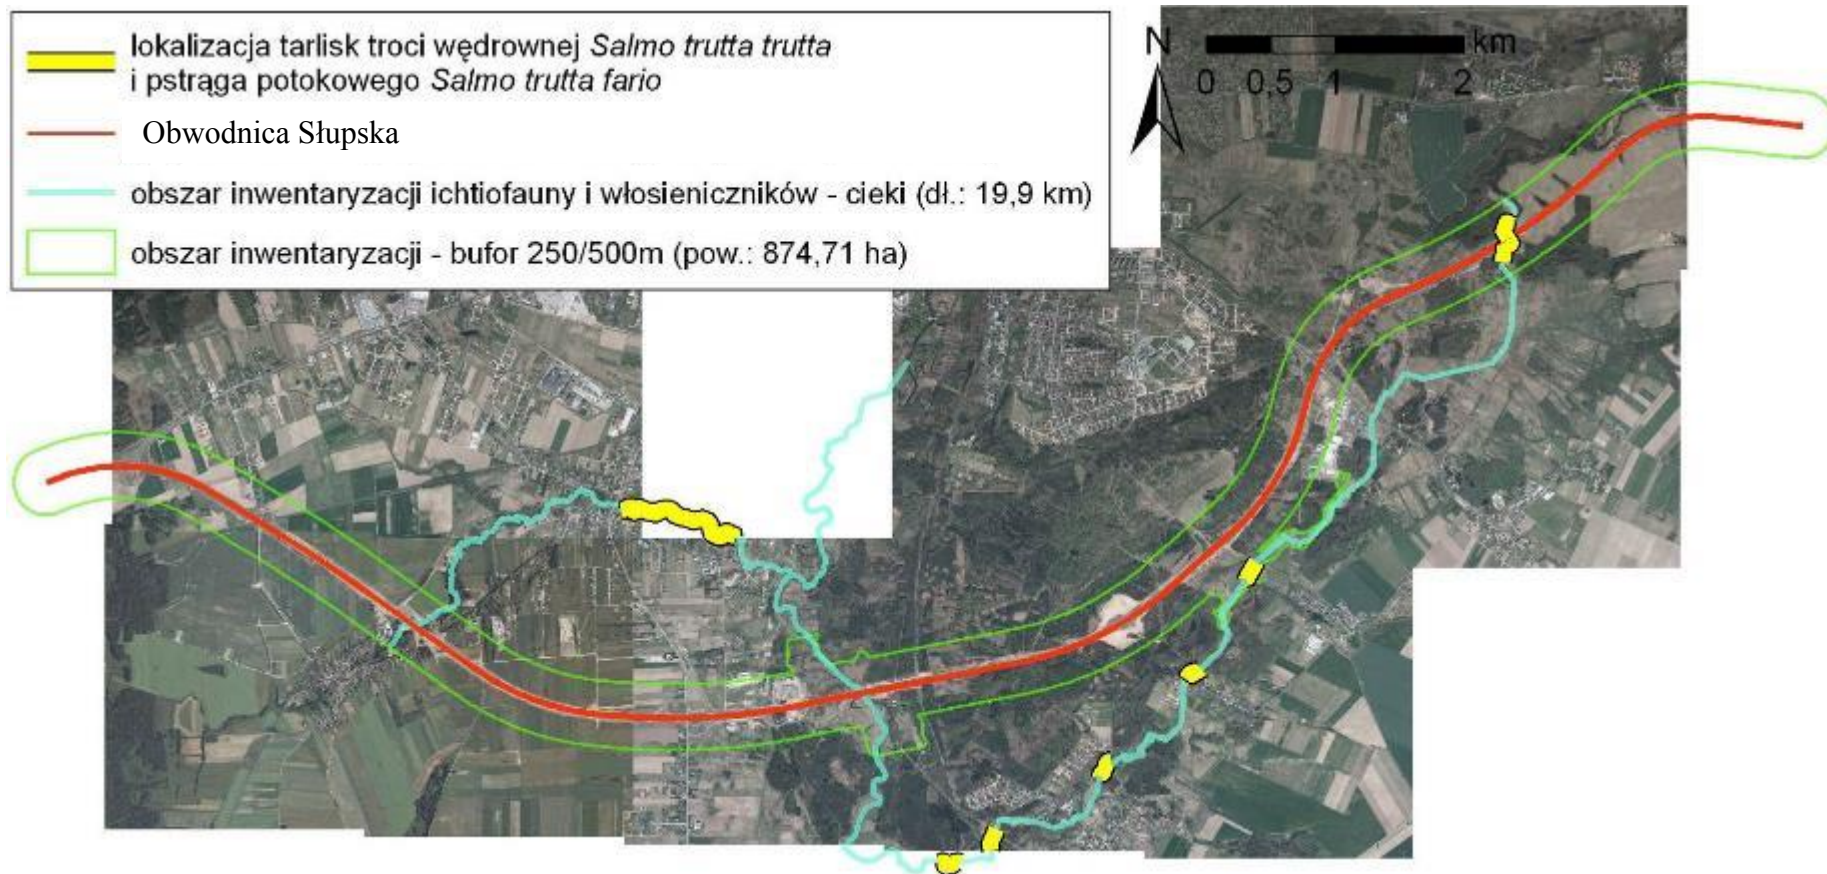 lokalizacja tarlisk troci wędrownej Salmo trutta trutta
i pstrąga potokowego Salmo trutta fario
Obwodnica Słupska
obszar inwentaryzacji ichtiofauny i włosieniczników - cieki (dł.: 19,9 km)
obszar inwentaryzacji - bufor 250/500m (pow.: 874,71 ha)
N
km
0 0,5 1 2